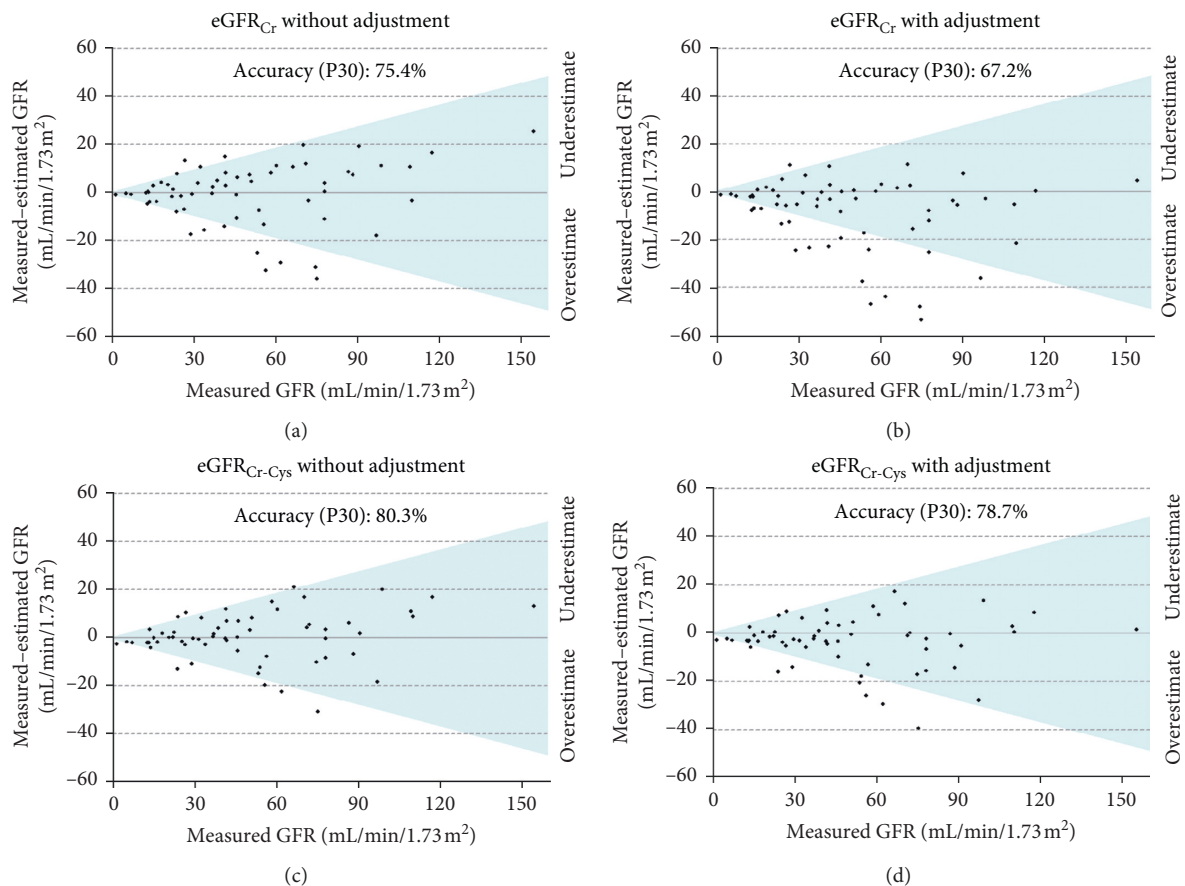 eGFRCr without adjustment
Accuracy (P30): 75.4%
60
40
20
0
−20
−40
−60
Measured–estimated GFR
(mL/min/1.73 m2)
Underestimate
Overestimate
0
30
60
90
120
150
Measured GFR (mL/min/1.73 m2)
(a)
eGFRCr with adjustment
Accuracy (P30): 67.2%
60
40
20
0
−20
−40
−60
Measured–estimated GFR
(mL/min/1.73 m2)
Underestimate
Overestimate
0
30
60
90
120
150
Measured GFR (mL/min/1.73 m2)
(b)
eGFRCr-Cys without adjustment
Accuracy (P30): 80.3%
60
40
20
0
−20
−40
−60
Measured–estimated GFR
(mL/min/1.73 m2)
Underestimate
Overestimate
0
30
60
90
120
150
Measured GFR (mL/min/1.73 m2)
(c)
eGFRCr-Cys with adjustment
Accuracy (P30): 78.7%
60
40
20
0
−20
−40
−60
Measured–estimated GFR
(mL/min/1.73 m2)
Underestimate
Overestimate
0
30
60
90
120
150
Measured GFR (mL/min/1.73 m2)
(d)